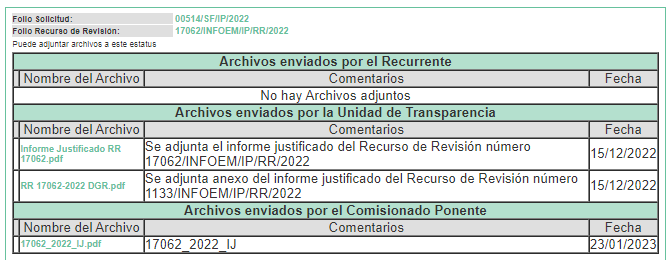 Folio Solicitud: 00514/SF/IP/2022
Folio Recurso de Revisión: 17062/INFOEM/IP/RR/2022
Puede adjuntar archivos a este estatus
Archivos enviados por el Recurrente
Nombre del Archivo Comentarios Fecha
No hay Archivos adjuntos
Archivos enviados por la Unidad de Transparencia
Nombre del Archivo Comentarios Fecha
Informe Justificado RR
17062.pdf
Se adjunta el informe justificado del Recurso de Revisión número
17062/INFOEM/IP/RR/2022
15/12/2022
RR 17062-2022 DGR.pdf
Se adjunta anexo del informe justificado del Recurso de Revisión número
1133/INFOEM/IP/RR/2022
15/12/2022
Archivos enviados por el Comisionado Ponente
Nombre del Archivo Comentarios Fecha
17062_2022_IJ.pdf 17062_2022_IJ 23/01/2023